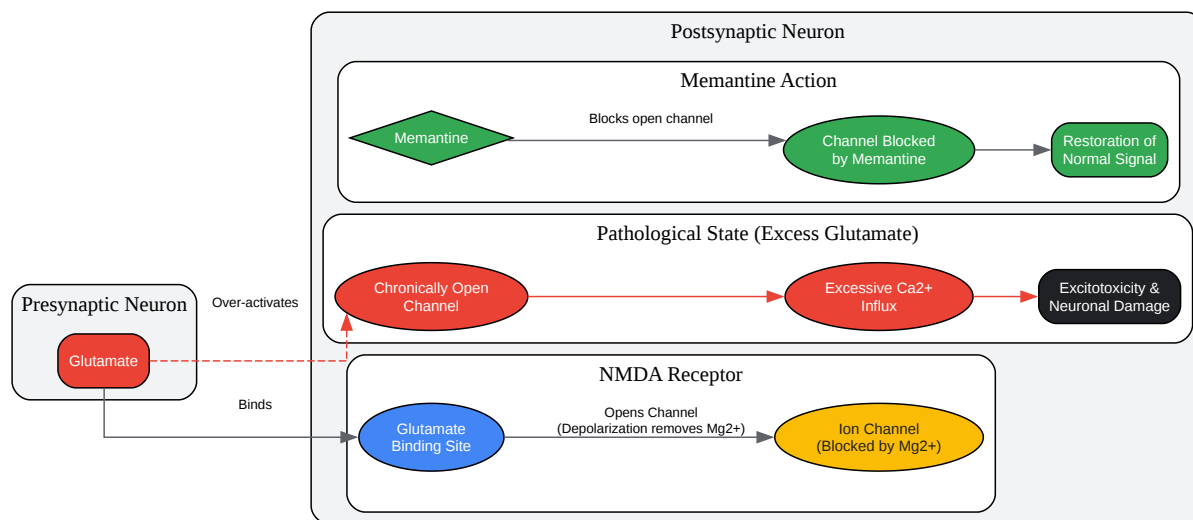 Postsynaptic Neuron
Memantine Action
Memantine
Blocks open channel
Channel Blocked
by Memantine
Restoration of
Normal Signal
Pathological State (Excess Glutamate)
Presynaptic Neuron
Glutamate
Over-activates
Chronically Open
Channel
Excessive Ca2+
Influx
Excitotoxicity &
Neuronal Damage
NMDA Receptor
Binds
Glutamate
Binding Site
Opens Channel
(Depolarization removes Mg2+)
Ion Channel
(Blocked by Mg2+)